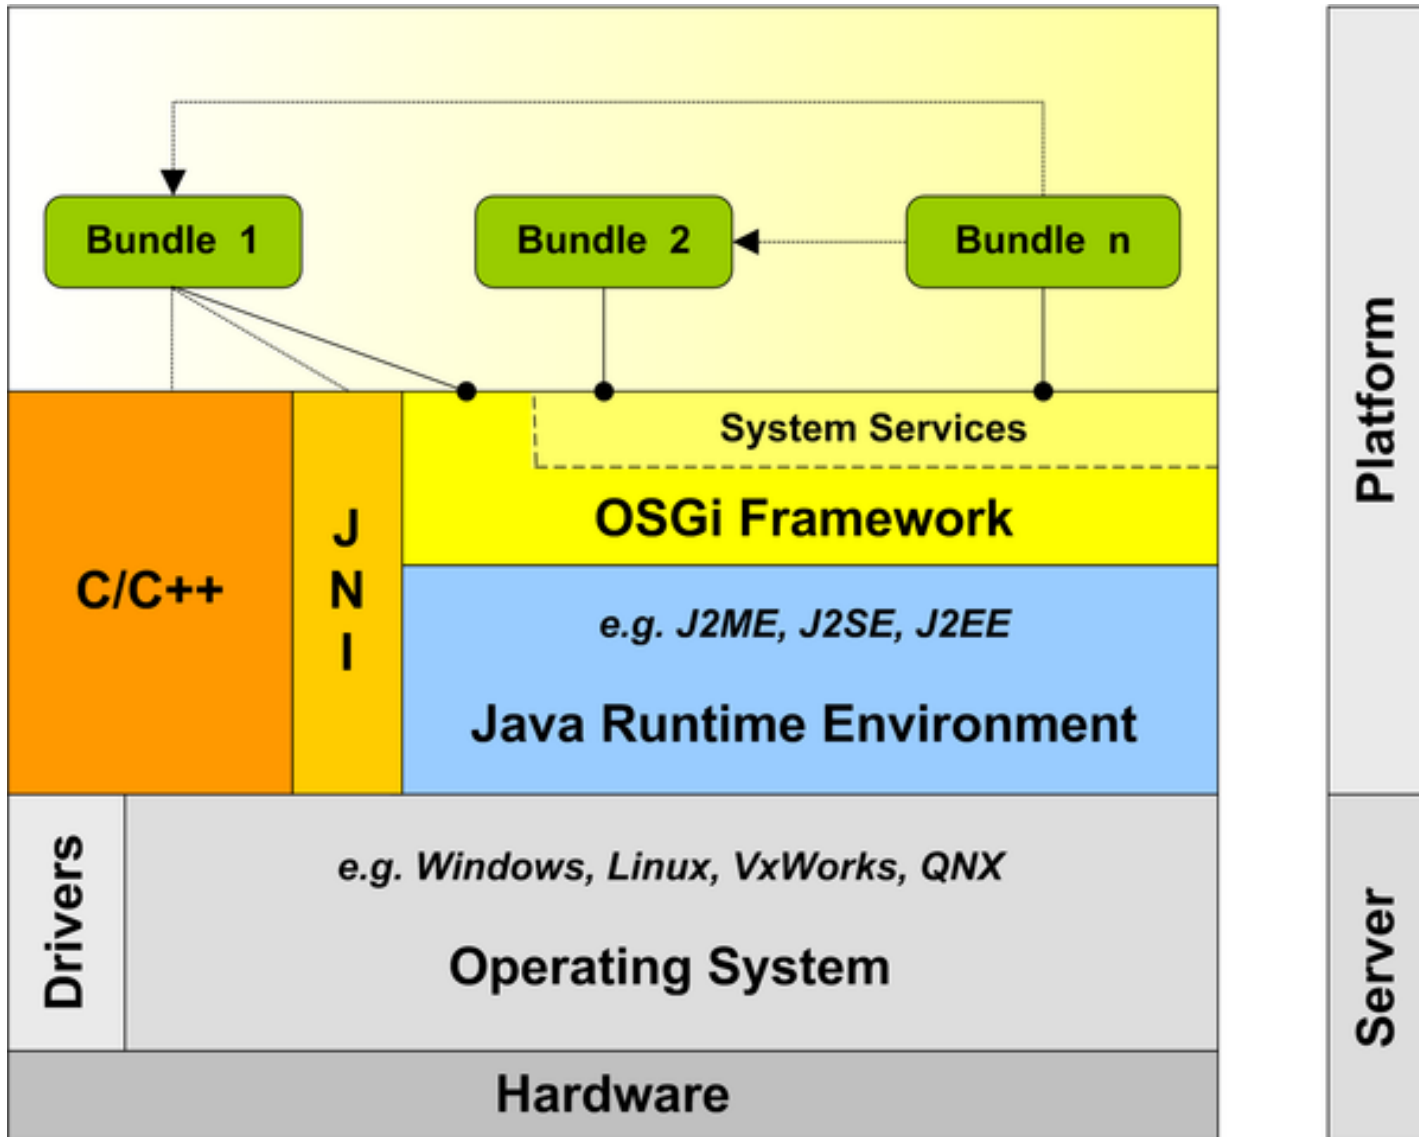 Bundle 1
Bundle 2
Bundle n
System Services
OSGi Framework
C/C++
J
N
I
e.g. J2ME, J2SE, J2EE
Java Runtime Environment
Drivers
e.g. Windows, Linux, VxWorks, QNX
Operating System
Hardware
Platform
Server